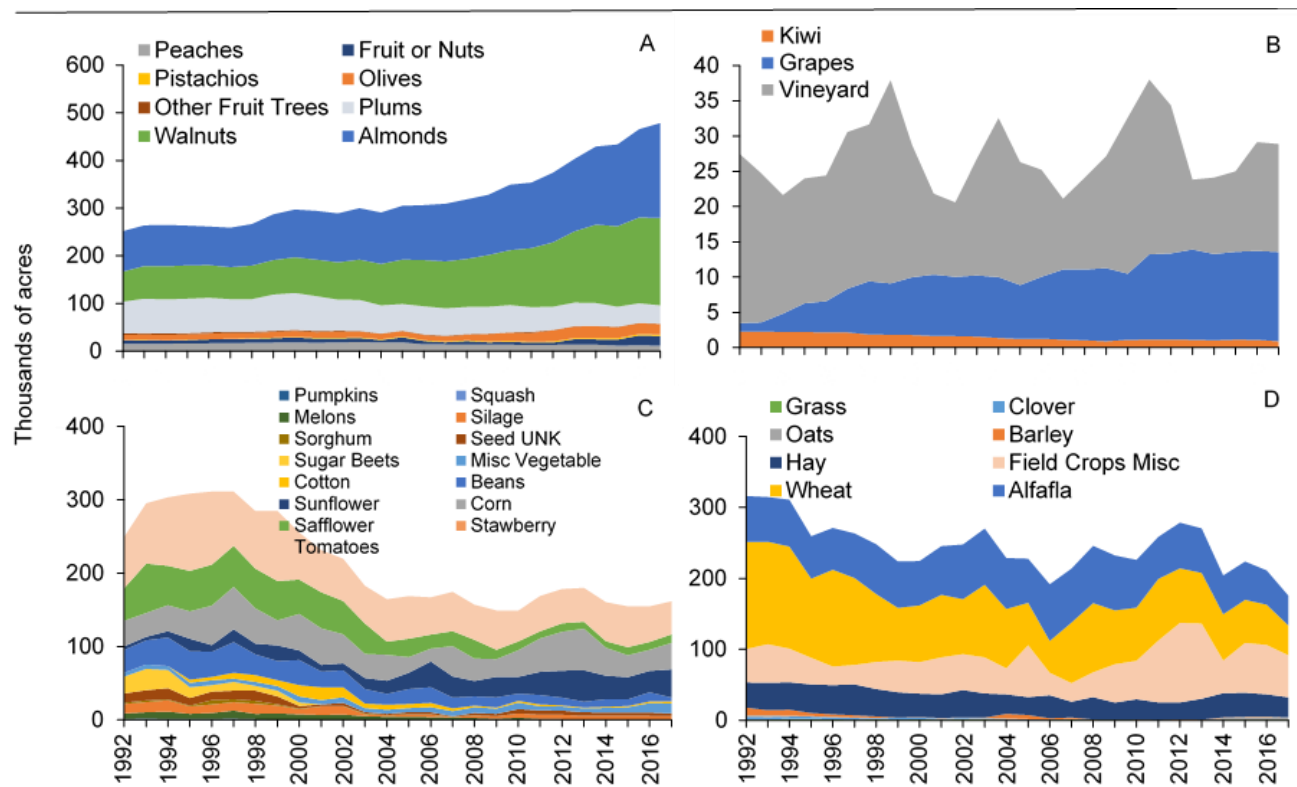 Thousands of acres
A
Peaches Fruit or Nuts
Pistachios Olives
Other Fruit Trees Plums
Walnuts Almonds
600
500
400
300
200
100
0
B
Kiwi
Grapes
Vineyard
40
35
30
25
20
15
10
5
0
C
Pumpkins Squash
Melons Silage
Sorghum Seed UNK
Sugar Beets Misc Vegetable
Cotton Beans
Sunflower Corn
Safflower Stawberry
Tomatoes
400
300
200
100
0
1992 1994 1996 1998 2000 2002 2004 2006 2008 2010 2012 2014 2016
D
Grass Clover
Oats Barley
Hay Field Crops Misc
Wheat Alfafla
400
300
200
100
0
1992 1994 1996 1998 2000 2002 2004 2006 2008 2010 2012 2014 2016